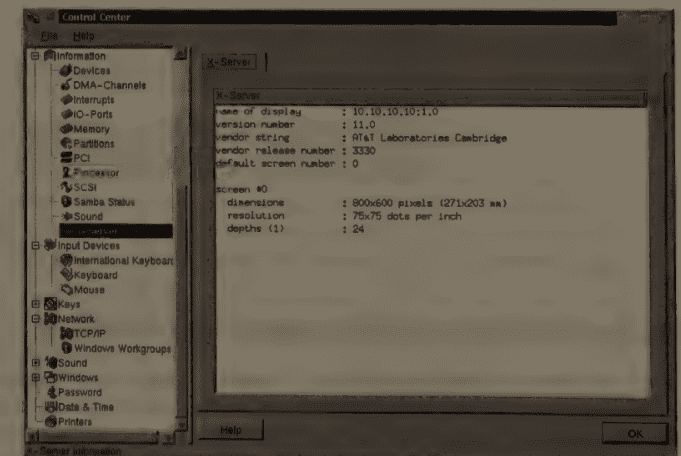 Control Center
File Help
Information
Devices
DMA-Channels
Interrupts
IO-Ports
Memory
Partitions
PCI
Processor
SCSI
Samba Status
Sound
Input Devices
International Keyboard
Keyboard
Mouse
Keys
Network
TCP/IP
Windows Workgroups
Sound
Windows
Password
Date & Time
Printers
X-Server
X-Server
name of display : 10.10.10.10:1.0
version number : 11.0
vendor string : AT&T Laboratories Cambridge
vendor release number : 3330
default screen number : 0
screen #0
dimensions : 800x600 pixels (271x203 mm)
resolution : 75x75 dots per inch
depths (1) : 24
Help
OK
X-Server Information